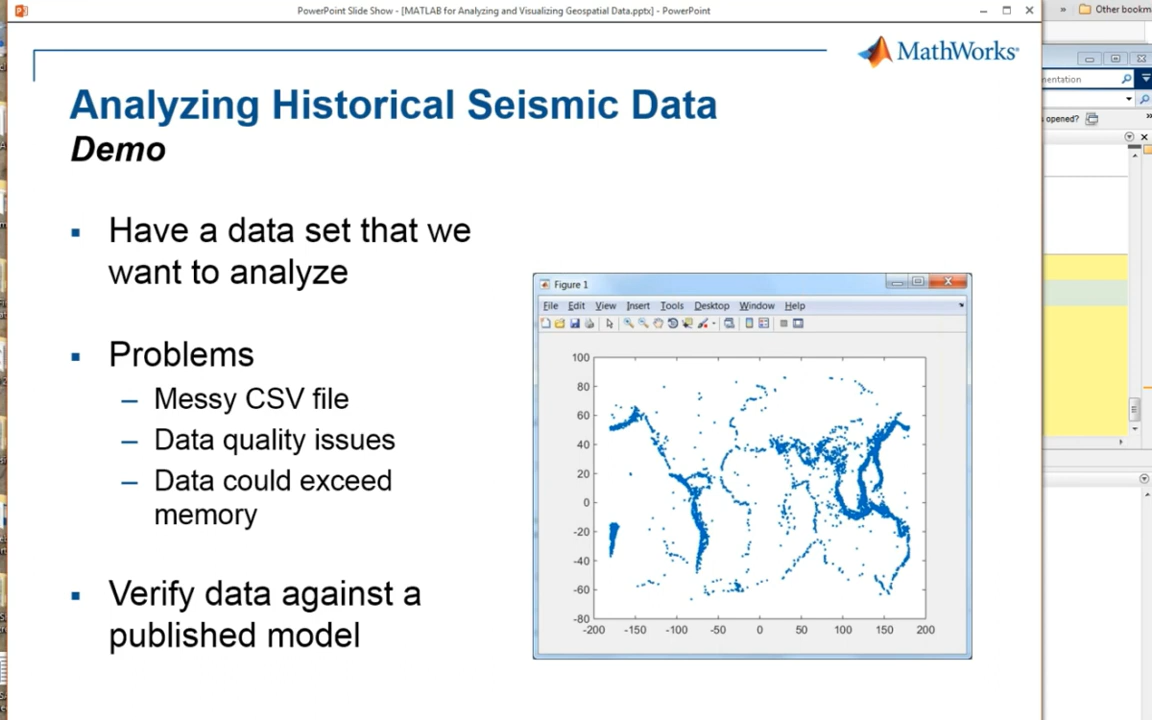 PowerPoint Slide Show - [MATLAB for Analyzing and Visualizing Geospatial Data.pptx] - PowerPoint
» Other bookm
MathWorks®
entation
Analyzing Historical Seismic Data
opened?
Demo
▪ Have a data set that we
want to analyze
Figure 1
File Edit View Insert Tools Desktop Window Help
▪ Problems
– Messy CSV file
– Data quality issues
– Data could exceed
memory
▪ Verify data against a
published model
100
80
60
40
20
0
-20
-40
-60
-80
-200 -150 -100 -50 0 50 100 150 200